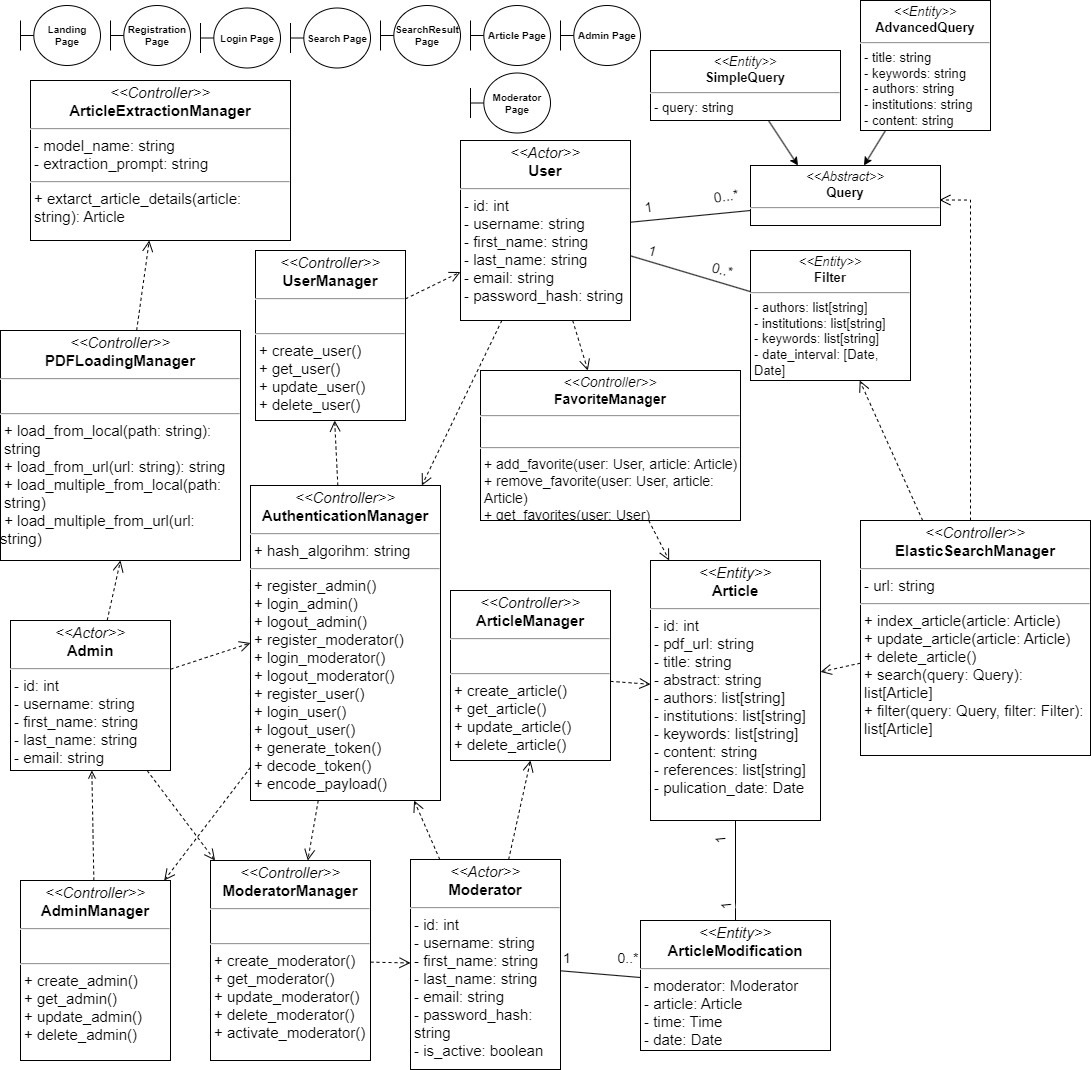 Landing
Page
Registration
Page
Login Page
Search Page
SearchResult
Page
Article Page
Admin Page
Moderator
Page
<<Entity>>
AdvancedQuery
- title: string
- keywords: string
- authors: string
- institutions: string
- content: string
<<Entity>>
SimpleQuery
- query: string
<<Controller>>
ArticleExtractionManager
- model_name: string
- extraction_prompt: string
+ extarct_article_details(article:
string): Article
<<Actor>>
User
- id: int
- username: string
- first_name: string
- last_name: string
- email: string
- password_hash: string
1
0...*
<<Abstract>>
Query
1
0..*
<<Entity>>
Filter
- authors: list[string]
- institutions: list[string]
- keywords: list[string]
- date_interval: [Date,
Date]
<<Controller>>
UserManager
+ create_user()
+ get_user()
+ update_user()
+ delete_user()
<<Controller>>
PDFLoadingManager
+ load_from_local(path: string):
string
+ load_from_url(url: string): string
+ load_multiple_from_local(path:
string)
+ load_multiple_from_url(url:
string)
<<Controller>>
FavoriteManager
+ add_favorite(user: User, article: Article)
+ remove_favorite(user: User, article:
Article)
+ get_favorites(user: User)
<<Controller>>
AuthenticationManager
+ hash_algorihm: string
+ register_admin()
+ login_admin()
+ logout_admin()
+ register_moderator()
+ login_moderator()
+ logout_moderator()
+ register_user()
+ login_user()
+ logout_user()
+ generate_token()
+ decode_token()
+ encode_payload()
<<Controller>>
ElasticSearchManager
- url: string
+ index_article(article: Article)
+ update_article(article: Article)
+ delete_article()
+ search(query: Query):
list[Article]
+ filter(query: Query, filter: Filter):
list[Article]
<<Entity>>
Article
- id: int
- pdf_url: string
- title: string
- abstract: string
- authors: list[string]
- institutions: list[string]
- keywords: list[string]
- content: string
- references: list[string]
- pulication_date: Date
<<Controller>>
ArticleManager
+ create_article()
+ get_article()
+ update_article()
+ delete_article()
<<Actor>>
Admin
- id: int
- username: string
- first_name: string
- last_name: string
- email: string
1
1
<<Controller>>
AdminManager
+ create_admin()
+ get_admin()
+ update_admin()
+ delete_admin()
<<Controller>>
ModeratorManager
+ create_moderator()
+ get_moderator()
+ update_moderator()
+ delete_moderator()
+ activate_moderator()
<<Actor>>
Moderator
- id: int
- username: string
- first_name: string
- last_name: string
- email: string
- password_hash:
string
- is_active: boolean
1
0..*
<<Entity>>
ArticleModification
- moderator: Moderator
- article: Article
- time: Time
- date: Date